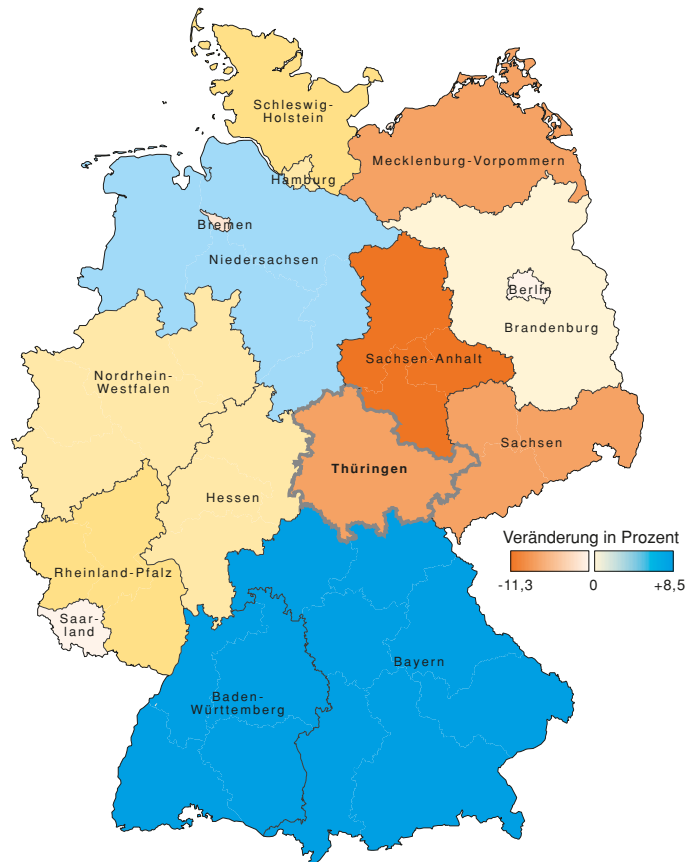 Schleswig-
Holstein
Mecklenburg-Vorpommern
Hamburg
Bremen
Niedersachsen
Berlin
Brandenburg
Sachsen-Anhalt
Nordrhein-
Westfalen
Sachsen
Thüringen
Hessen
Veränderung in Prozent
-11,3 0 +8,5
Rheinland-Pfalz
Saar-
land
Bayern
Baden-
Württemberg